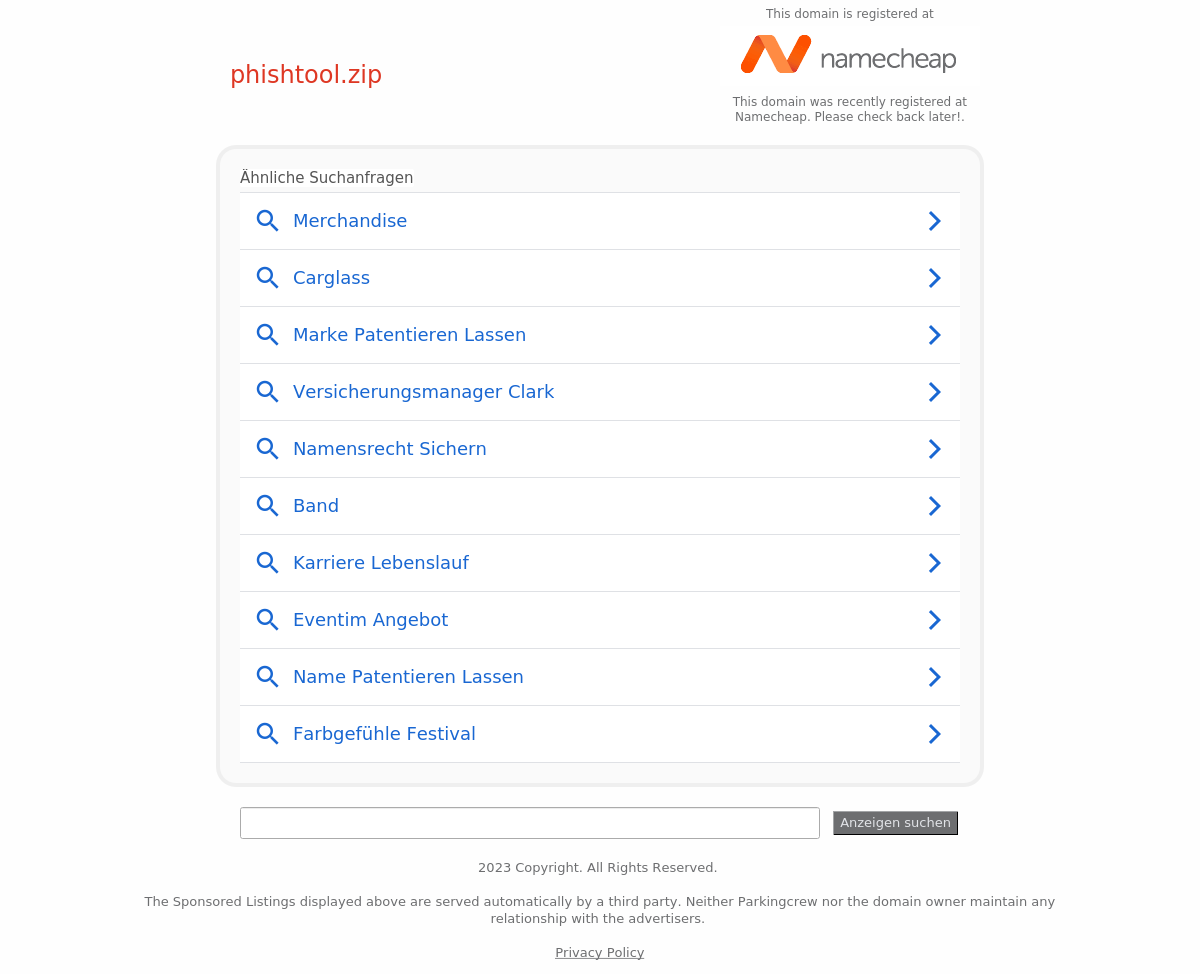 This domain is registered at
namecheap
phishtool.zip
This domain was recently registered at
Namecheap. Please check back later!.
Ähnliche Suchanfragen
Merchandise
Carglass
Marke Patentieren Lassen
Versicherungsmanager Clark
Namensrecht Sichern
Band
Karriere Lebenslauf
Eventim Angebot
Name Patentieren Lassen
Farbgefühle Festival
Anzeigen suchen
2023 Copyright. All Rights Reserved.
The Sponsored Listings displayed above are served automatically by a third party. Neither Parkingcrew nor the domain owner maintain any
relationship with the advertisers.
Privacy Policy